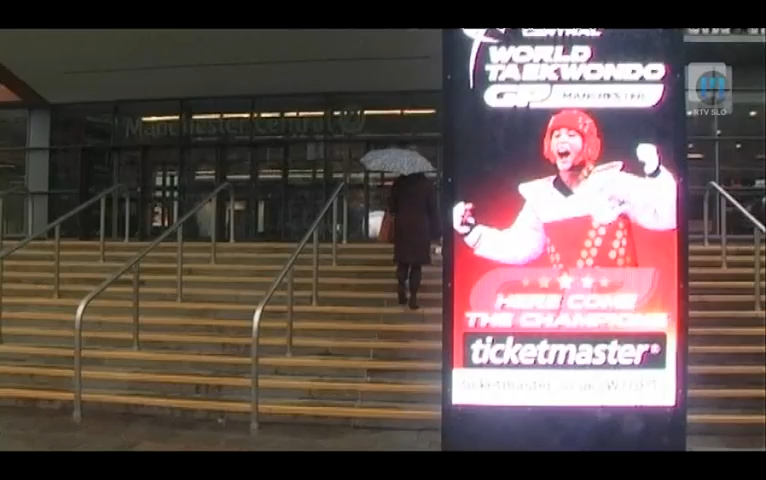 CENTRAL
WORLD
TAEKWONDO
GP MANCHESTER
RTV SLO
Manchester Central
HERE COME
THE CHAMPIONS
ticketmaster